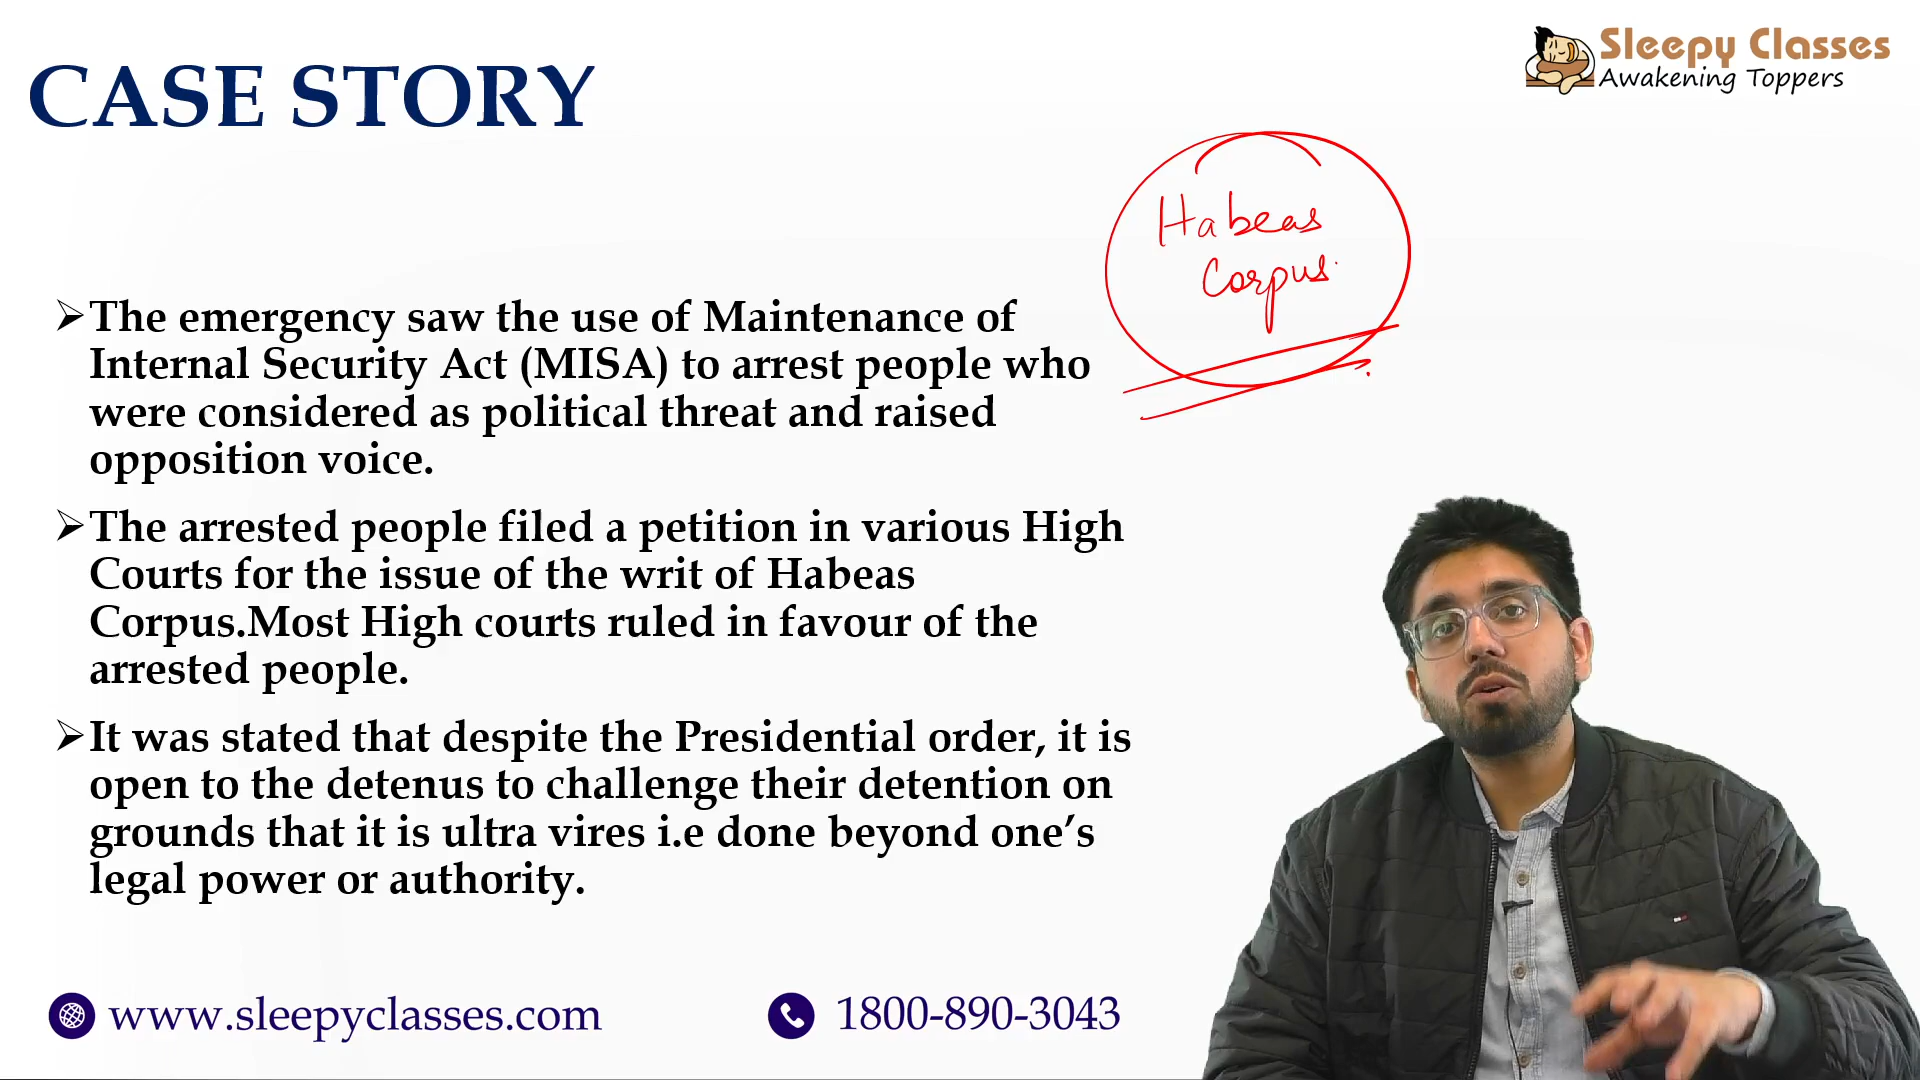 Sleepy Classes
Awakening Toppers
CASE STORY
Habeas
Corpus.
➢The emergency saw the use of Maintenance of
Internal Security Act (MISA) to arrest people who
were considered as political threat and raised
opposition voice.
➢The arrested people filed a petition in various High
Courts for the issue of the writ of Habeas
Corpus.Most High courts ruled in favour of the
arrested people.
➢It was stated that despite the Presidential order, it is
open to the detenus to challenge their detention on
grounds that it is ultra vires i.e done beyond one’s
legal power or authority.
www.sleepyclasses.com
1800-890-3043